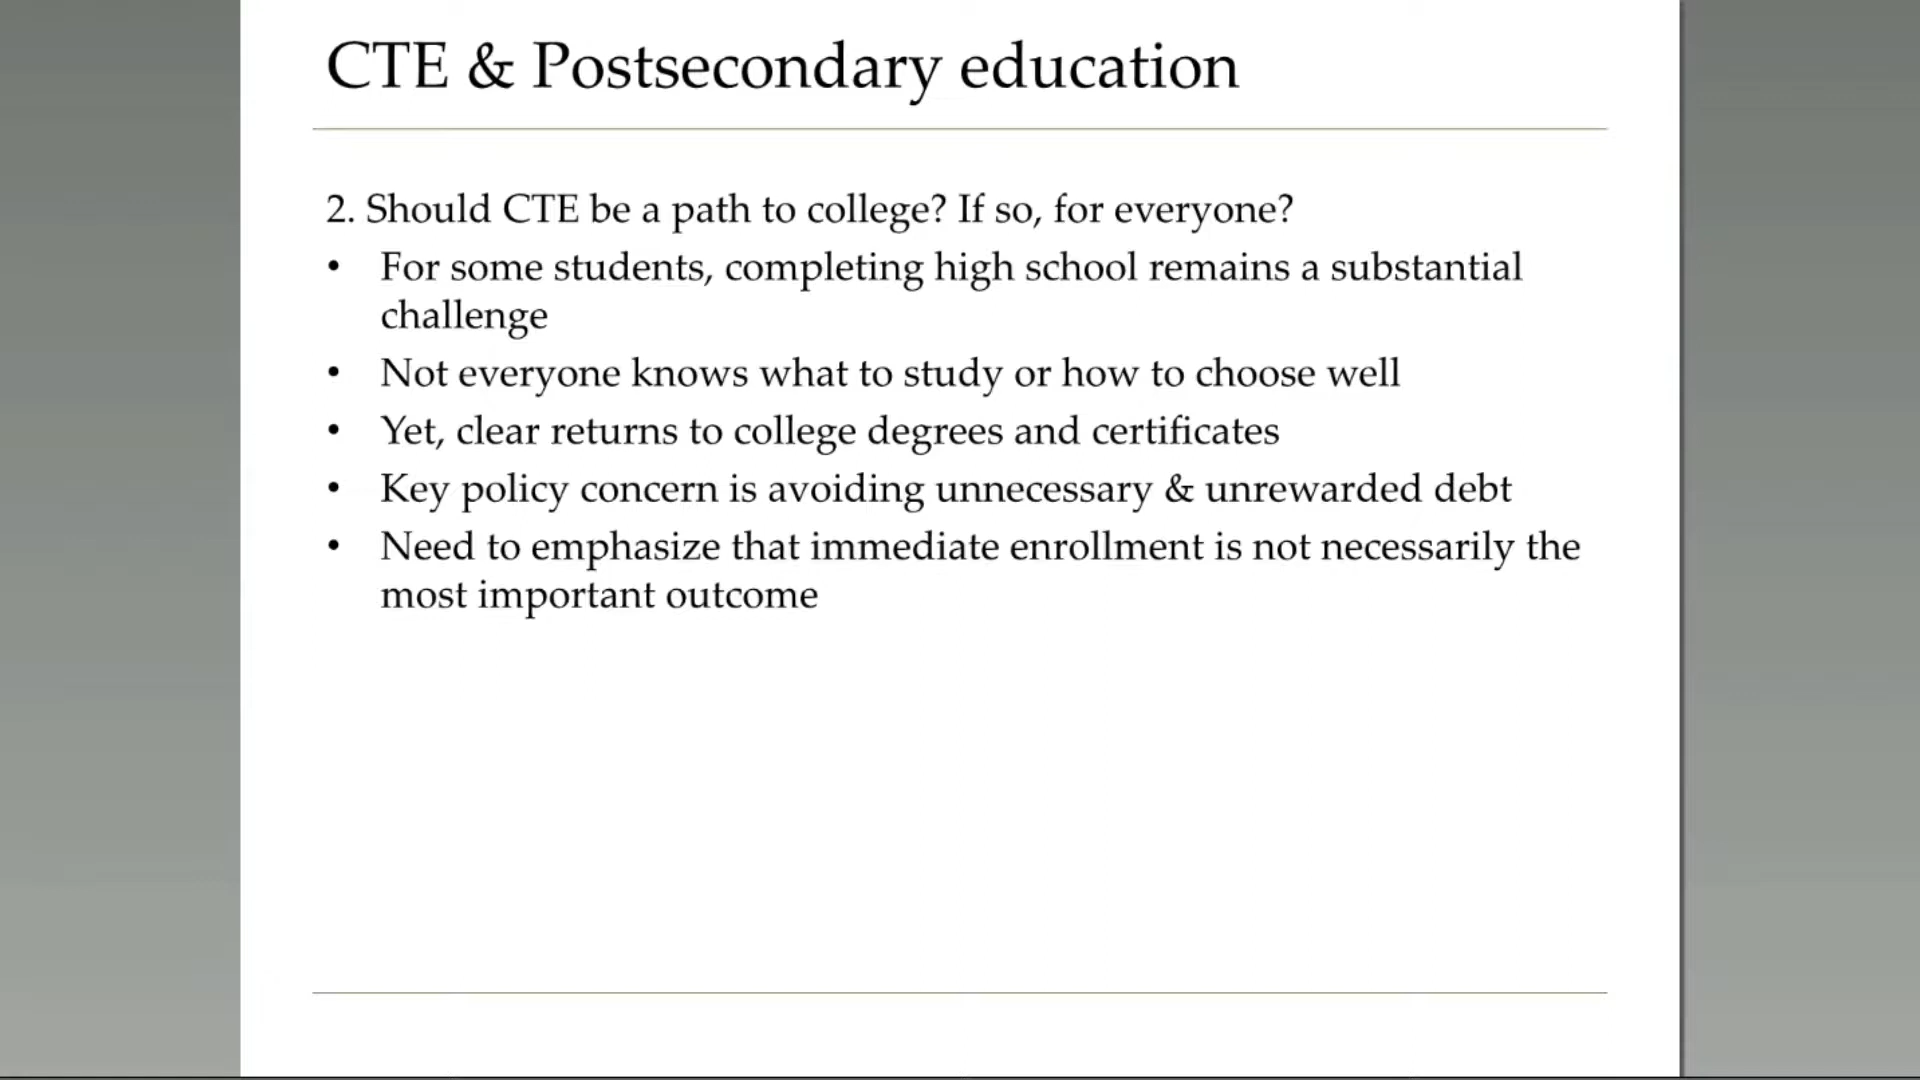 CTE & Postsecondary education
2. Should CTE be a path to college? If so, for everyone?
• For some students, completing high school remains a substantial
challenge
• Not everyone knows what to study or how to choose well
• Yet, clear returns to college degrees and certificates
• Key policy concern is avoiding unnecessary & unrewarded debt
• Need to emphasize that immediate enrollment is not necessarily the
most important outcome